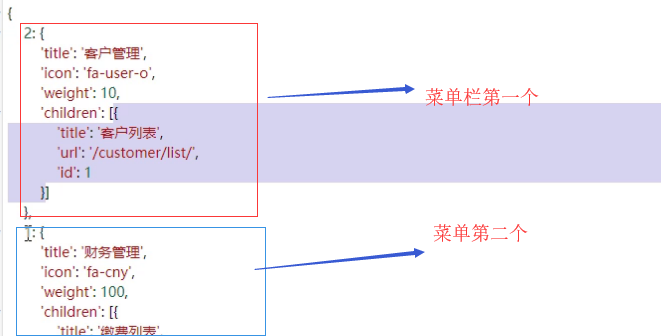 {
2: {
'title': '客户管理',
'icon': 'fa-user-o',
'weight': 10,
'children': [{
'title': '客户列表',
'url': '/customer/list/',
'id': 1
}]
},
: {
'title': '财务管理',
'icon': 'fa-cny',
'weight': 100,
'children': [{
'title': '缴费列表',
菜单栏第一个
菜单第二个